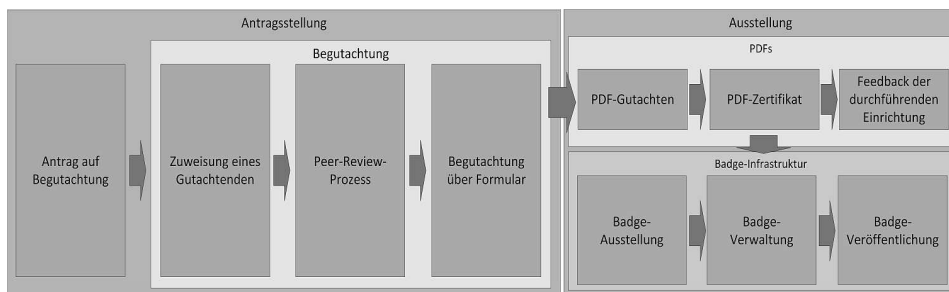 Antragsstellung
Begutachtung
Antrag auf
Begutachtung
Zuweisung eines
Gutachtenden
Peer-Review-
Prozess
Begutachtung
über Formular
Ausstellung
PDFs
PDF-Gutachten
PDF-Zertifikat
Feedback der
durchführenden
Einrichtung
Badge-Infrastruktur
Badge-
Ausstellung
Badge-
Verwaltung
Badge-
Veröffentlichung